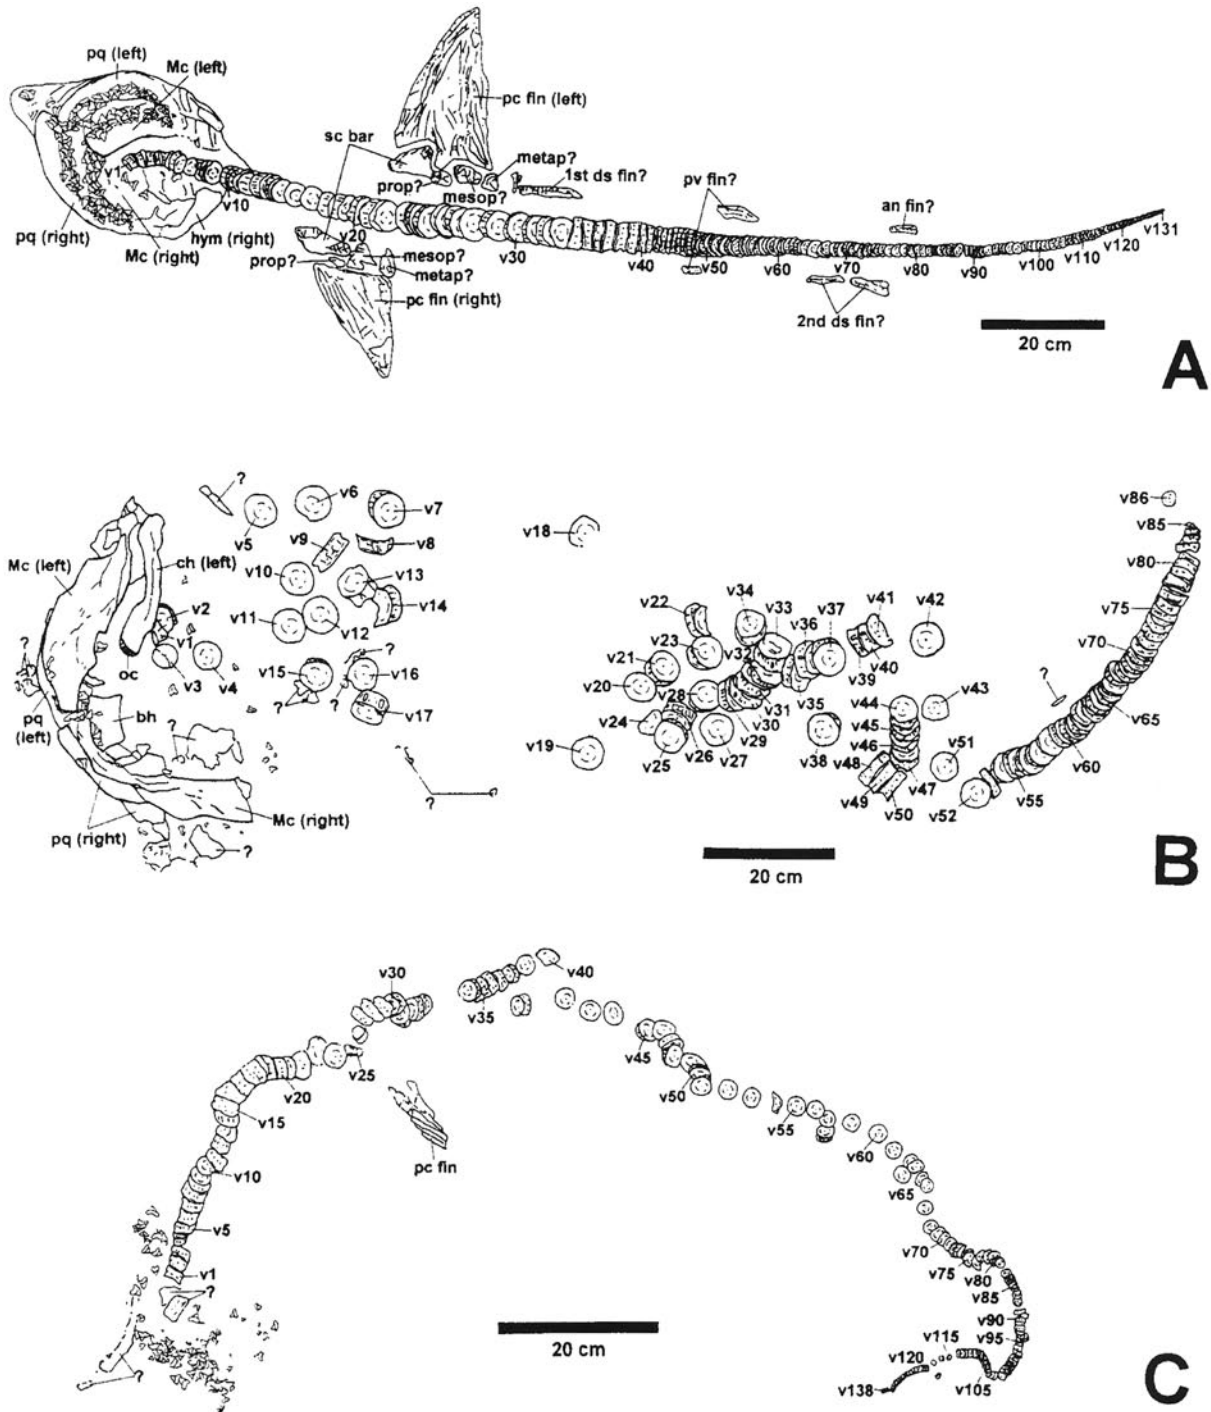 pq (left)
Mc (left)
pc fin (left)
sc bar
metap?
1st ds fin?
prop?
mesop?
pv fin?
an fin?
v1
v10
v20
v30
v40
v50
v60
v70
v80
v90
v100
v110
v120
v131
pq (right)
Mc (right)
hym (right)
prop?
mesop?
metap?
pc fin (right)
2nd ds fin?
20 cm
A
?
v5
v6
v7
v8
v9
v10
v11
v12
v13
v14
Mc (left)
ch (left)
v2
v1
oc
v3
v4
?
v15
?
?
v16
v17
pq
(left)
bh
?
?
?
Mc (right)
pq (right)
?
v18
v22
v34
v33
v37
v36
v41
v42
v23
v32
v21
v20
v28
v35
v40
v39
v44
v43
v24
v31
v30
v29
v45
v46
v19
v25
v26
v27
v38
v48
v49
v50
v47
v51
v52
v55
v60
v65
v70
v75
v80
v85
v86
?
20 cm
B
v30
v40
v35
v25
v20
v45
v15
v50
v55
pc fin
v10
v60
v65
v5
v70
v75
v80
v85
v1
?
v90
v95
v115
v120
v105
v138
?
20 cm
C